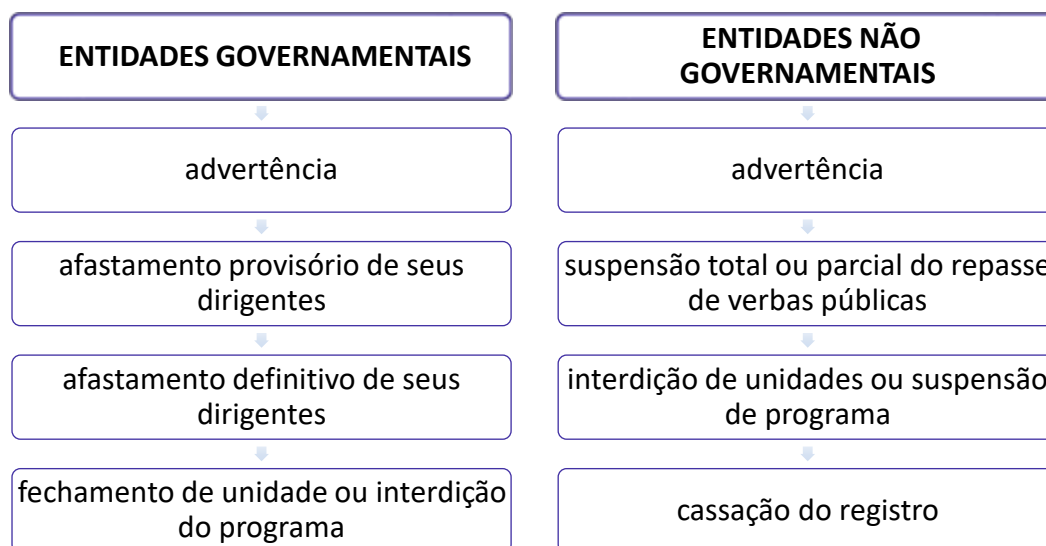 ENTIDADES GOVERNAMENTAIS
advertência
afastamento provisório de seus
dirigentes
afastamento definitivo de seus
dirigentes
fechamento de unidade ou interdição
do programa
ENTIDADES NÃO
GOVERNAMENTAIS
advertência
suspensão total ou parcial do repasse
de verbas públicas
interdição de unidades ou suspensão
de programa
cassação do registro